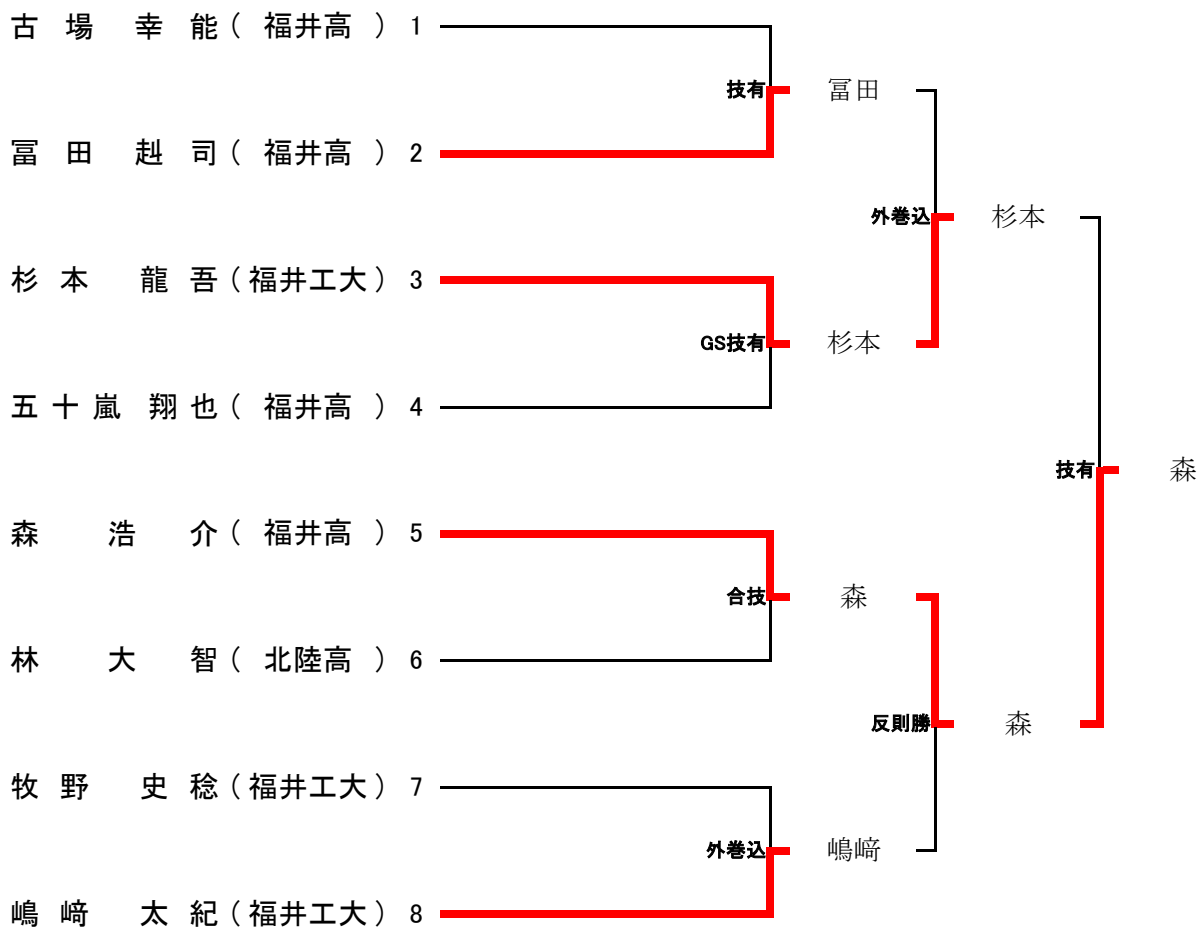 古場 幸能 ( 福井高 ) 1
技有 冨田
冨田 赳司 ( 福井高 ) 2
外巻込 杉本
杉本 龍吾 ( 福井工大 ) 3
GS技有 杉本
五十嵐 翔也 ( 福井高 ) 4
技有 森
森 浩介 ( 福井高 ) 5
合技 森
林 大智 ( 北陸高 ) 6
反則勝 森
牧野 史稔 ( 福井工大 ) 7
外巻込 嶋﨑
嶋﨑 太紀 ( 福井工大 ) 8